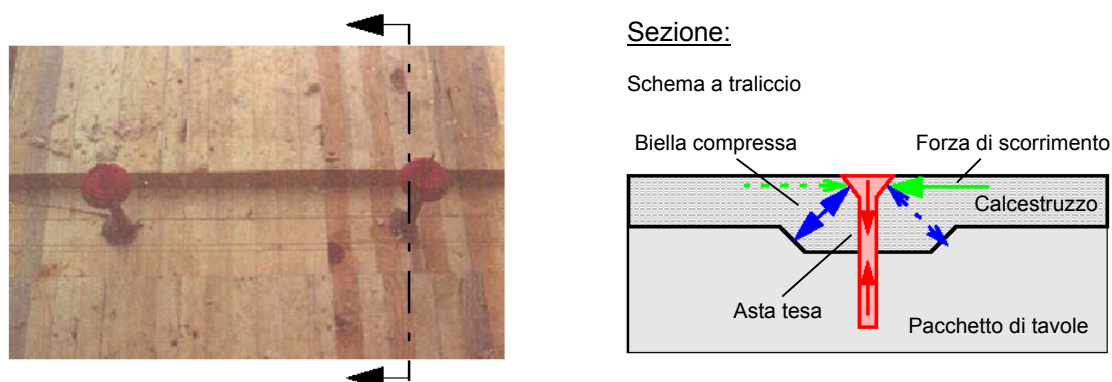 Sezione:
Schema a traliccio
Biella compressa
Forza di scorrimento
Calcestruzzo
Asta tesa
Pacchetto di tavole